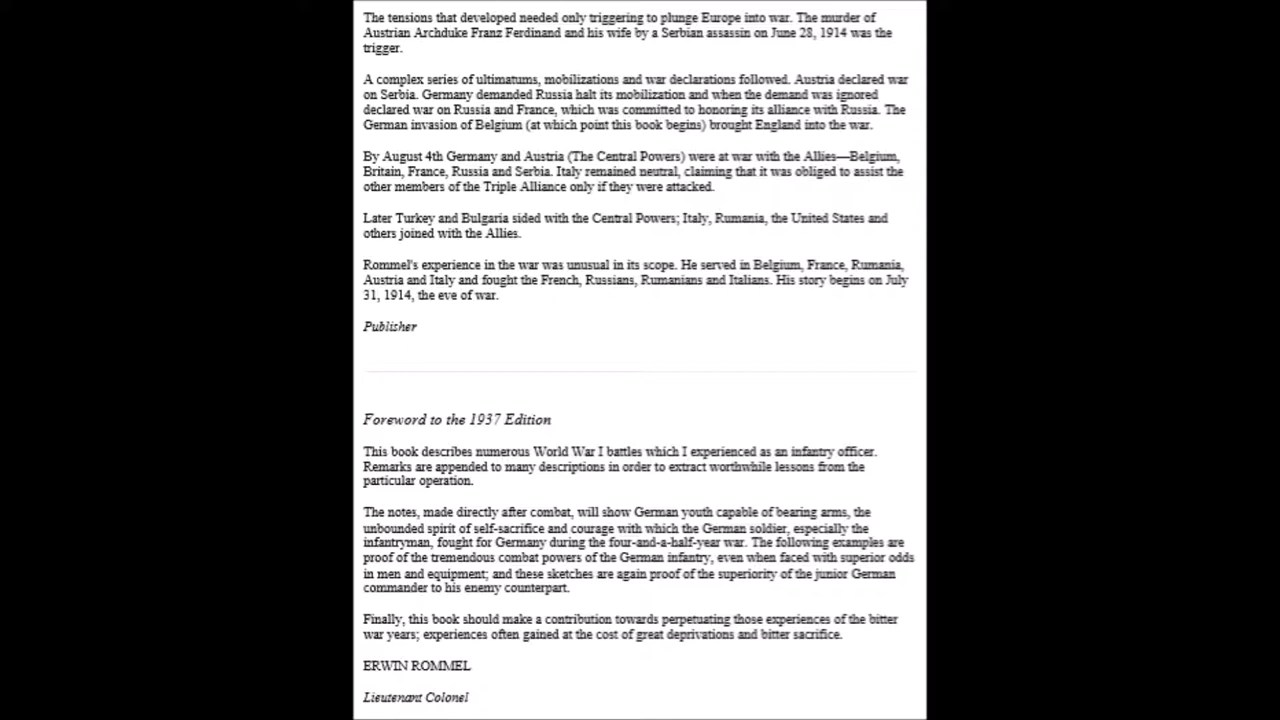 The tensions that developed needed only triggering to plunge Europe into war. The murder of
Austrian Archduke Franz Ferdinand and his wife by a Serbian assassin on June 28, 1914 was the
trigger.
A complex series of ultimatums, mobilizations and war declarations followed. Austria declared war
on Serbia. Germany demanded Russia halt its mobilization and when the demand was ignored
declared war on Russia and France, which was committed to honoring its alliance with Russia. The
German invasion of Belgium (at which point this book begins) brought England into the war.
By August 4th Germany and Austria (The Central Powers) were at war with the Allies—Belgium,
Britain, France, Russia and Serbia. Italy remained neutral, claiming that it was obliged to assist the
other members of the Triple Alliance only if they were attacked.
Later Turkey and Bulgaria sided with the Central Powers; Italy, Rumania, the United States and
others joined with the Allies.
Rommel's experience in the war was unusual in its scope. He served in Belgium, France, Rumania,
Austria and Italy and fought the French, Russians, Rumanians and Italians. His story begins on July
31, 1914, the eve of war.
Publisher
Foreword to the 1937 Edition
This book describes numerous World War I battles which I experienced as an infantry officer.
Remarks are appended to many descriptions in order to extract worthwhile lessons from the
particular operation.
The notes, made directly after combat, will show German youth capable of bearing arms, the
unbounded spirit of self-sacrifice and courage with which the German soldier, especially the
infantryman, fought for Germany during the four-and-a-half-year war. The following examples are
proof of the tremendous combat powers of the German infantry, even when faced with superior odds
in men and equipment; and these sketches are again proof of the superiority of the junior German
commander to his enemy counterpart.
Finally, this book should make a contribution towards perpetuating those experiences of the bitter
war years; experiences often gained at the cost of great deprivations and bitter sacrifice.
ERWIN ROMMEL
Lieutenant Colonel